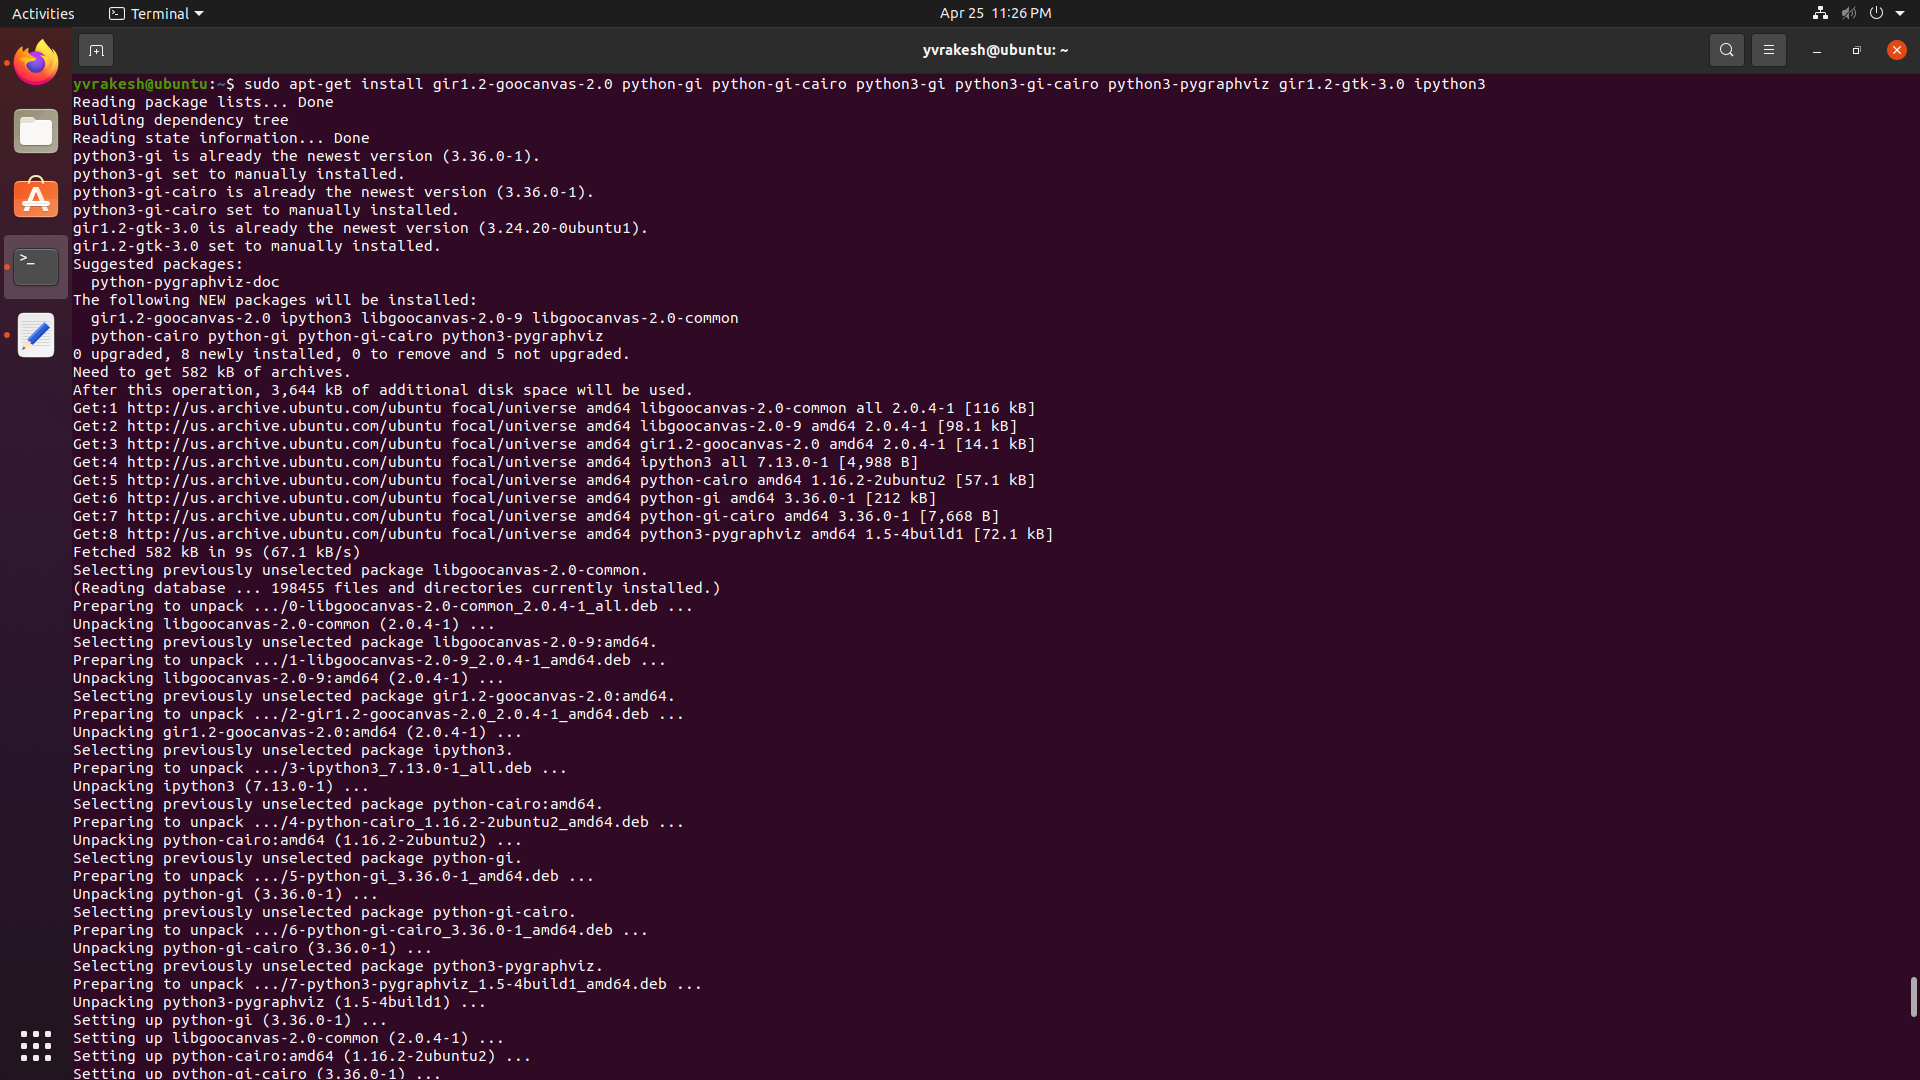 Activities
Terminal
Apr 25 11:26 PM
yvrakesh@ubuntu: ~
yvrakesh@ubuntu:~$ sudo apt-get install gir1.2-goocanvas-2.0 python-gi python-gi-cairo python3-gi python3-gi-cairo python3-pygraphviz gir1.2-gtk-3.0 ipython3
Reading package lists... Done
Building dependency tree
Reading state information... Done
python3-gi is already the newest version (3.36.0-1).
python3-gi set to manually installed.
python3-gi-cairo is already the newest version (3.36.0-1).
python3-gi-cairo set to manually installed.
gir1.2-gtk-3.0 is already the newest version (3.24.20-0ubuntu1).
gir1.2-gtk-3.0 set to manually installed.
Suggested packages:
  python-pygraphviz-doc
The following NEW packages will be installed:
  gir1.2-goocanvas-2.0 ipython3 libgoocanvas-2.0-9 libgoocanvas-2.0-common
  python-cairo python-gi python-gi-cairo python3-pygraphviz
0 upgraded, 8 newly installed, 0 to remove and 5 not upgraded.
Need to get 582 kB of archives.
After this operation, 3,644 kB of additional disk space will be used.
Get:1 http://us.archive.ubuntu.com/ubuntu focal/universe amd64 libgoocanvas-2.0-common all 2.0.4-1 [116 kB]
Get:2 http://us.archive.ubuntu.com/ubuntu focal/universe amd64 libgoocanvas-2.0-9 amd64 2.0.4-1 [98.1 kB]
Get:3 http://us.archive.ubuntu.com/ubuntu focal/universe amd64 gir1.2-goocanvas-2.0 amd64 2.0.4-1 [14.1 kB]
Get:4 http://us.archive.ubuntu.com/ubuntu focal/universe amd64 ipython3 all 7.13.0-1 [4,988 B]
Get:5 http://us.archive.ubuntu.com/ubuntu focal/universe amd64 python-cairo amd64 1.16.2-2ubuntu2 [57.1 kB]
Get:6 http://us.archive.ubuntu.com/ubuntu focal/universe amd64 python-gi amd64 3.36.0-1 [212 kB]
Get:7 http://us.archive.ubuntu.com/ubuntu focal/universe amd64 python-gi-cairo amd64 3.36.0-1 [7,668 B]
Get:8 http://us.archive.ubuntu.com/ubuntu focal/universe amd64 python3-pygraphviz amd64 1.5-4build1 [72.1 kB]
Fetched 582 kB in 9s (67.1 kB/s)
Selecting previously unselected package libgoocanvas-2.0-common.
(Reading database ... 198455 files and directories currently installed.)
Preparing to unpack .../0-libgoocanvas-2.0-common_2.0.4-1_all.deb ...
Unpacking libgoocanvas-2.0-common (2.0.4-1) ...
Selecting previously unselected package libgoocanvas-2.0-9:amd64.
Preparing to unpack .../1-libgoocanvas-2.0-9_2.0.4-1_amd64.deb ...
Unpacking libgoocanvas-2.0-9:amd64 (2.0.4-1) ...
Selecting previously unselected package gir1.2-goocanvas-2.0:amd64.
Preparing to unpack .../2-gir1.2-goocanvas-2.0_2.0.4-1_amd64.deb ...
Unpacking gir1.2-goocanvas-2.0:amd64 (2.0.4-1) ...
Selecting previously unselected package ipython3.
Preparing to unpack .../3-ipython3_7.13.0-1_all.deb ...
Unpacking ipython3 (7.13.0-1) ...
Selecting previously unselected package python-cairo:amd64.
Preparing to unpack .../4-python-cairo_1.16.2-2ubuntu2_amd64.deb ...
Unpacking python-cairo:amd64 (1.16.2-2ubuntu2) ...
Selecting previously unselected package python-gi.
Preparing to unpack .../5-python-gi_3.36.0-1_amd64.deb ...
Unpacking python-gi (3.36.0-1) ...
Selecting previously unselected package python-gi-cairo.
Preparing to unpack .../6-python-gi-cairo_3.36.0-1_amd64.deb ...
Unpacking python-gi-cairo (3.36.0-1) ...
Selecting previously unselected package python3-pygraphviz.
Preparing to unpack .../7-python3-pygraphviz_1.5-4build1_amd64.deb ...
Unpacking python3-pygraphviz (1.5-4build1) ...
Setting up python-gi (3.36.0-1) ...
Setting up libgoocanvas-2.0-common (2.0.4-1) ...
Setting up python-cairo:amd64 (1.16.2-2ubuntu2) ...
Setting up python-gi-cairo (3.36.0-1) ...